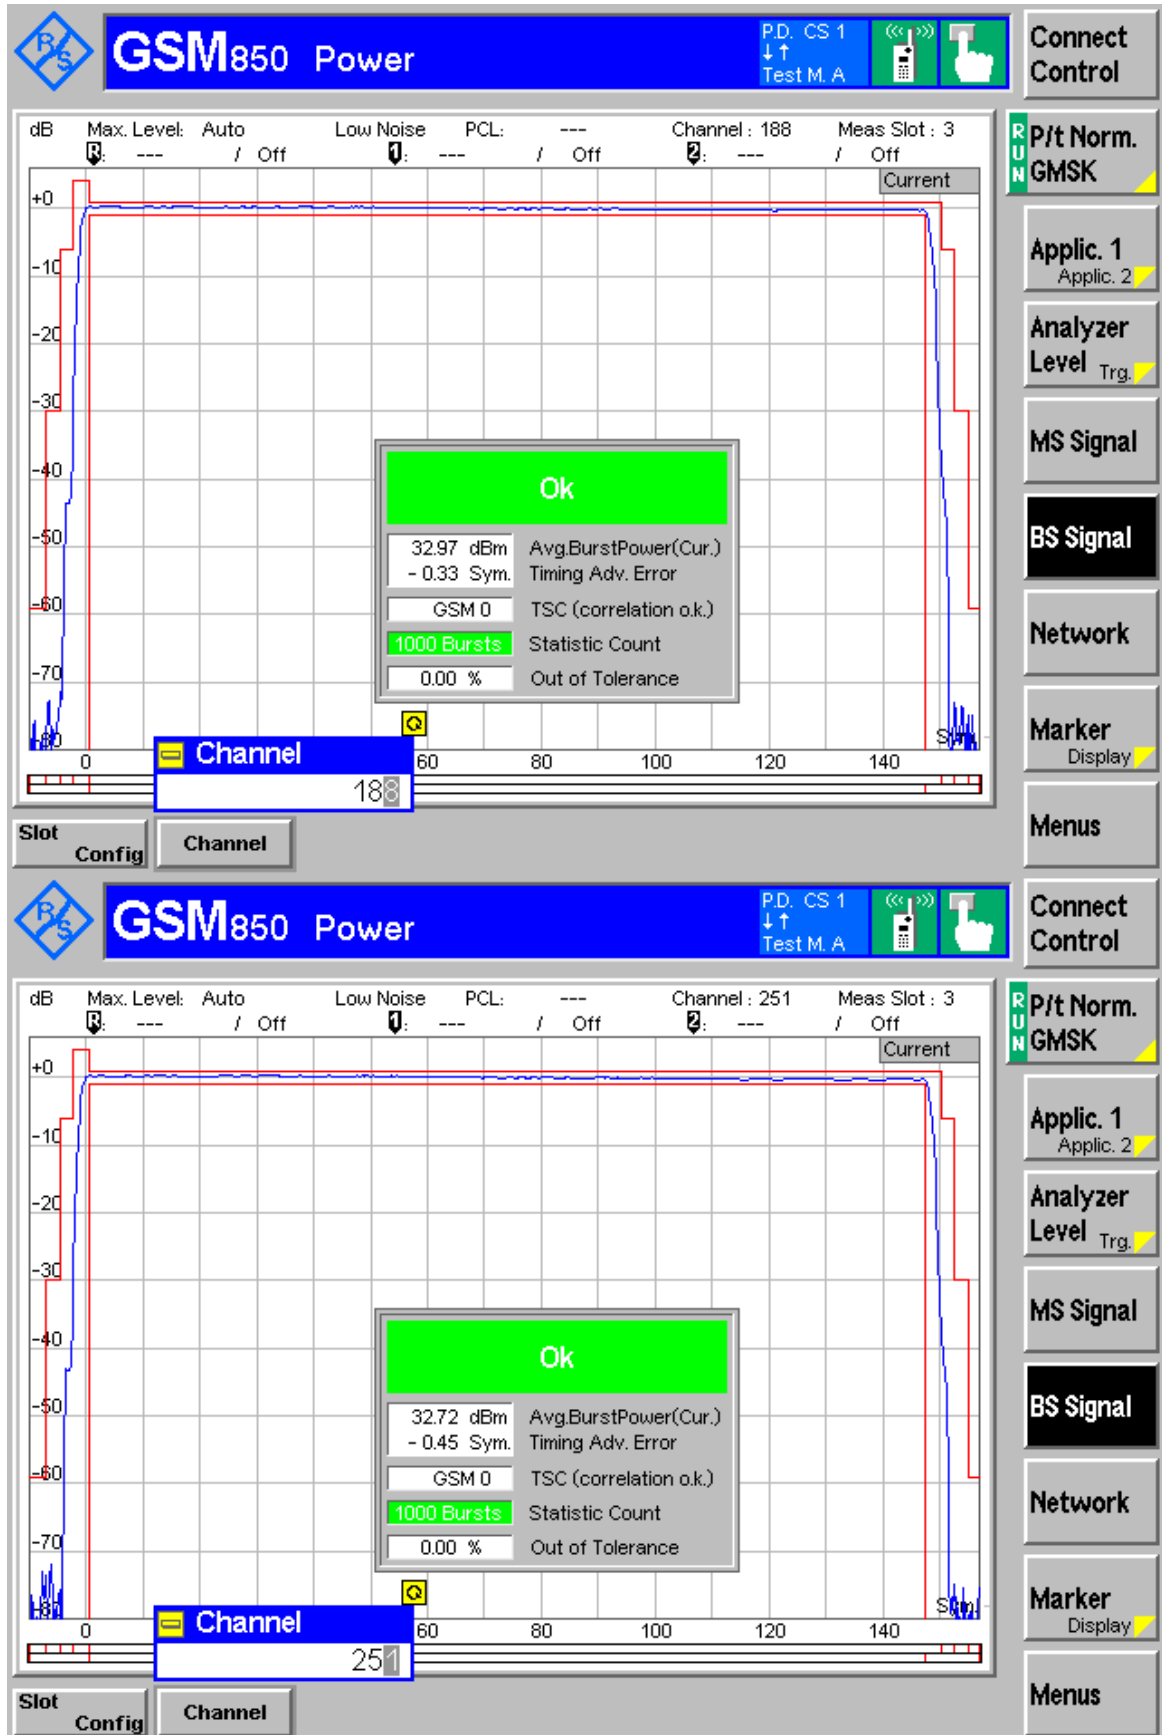 R/S GSM850 Power P.D. CS 1 Connect
↓↑ Control
Test M. A
dB Max. Level: Auto Low Noise PCL: --- Channel : 188 Meas Slot : 3
R: --- / Off 1: --- / Off 2: --- / Off
RUN P/t Norm.
GMSK
Current
+0
-10
-20
-30
-40
-50
-60
-70
Applic. 1
Applic. 2
Analyzer
Level Trg.
MS Signal
BS Signal
Network
Marker
Display
Menus
Ok
32.97 dBm Avg.BurstPower(Cur.)
- 0.33 Sym. Timing Adv. Error
GSM 0 TSC (correlation o.k.)
1000 Bursts Statistic Count
0.00 % Out of Tolerance
0 60 80 100 120 140
Channel
188
Slot
Config
Channel
R/S GSM850 Power P.D. CS 1 Connect
↓↑ Control
Test M. A
dB Max. Level: Auto Low Noise PCL: --- Channel : 251 Meas Slot : 3
R: --- / Off 1: --- / Off 2: --- / Off
RUN P/t Norm.
GMSK
Current
+0
-10
-20
-30
-40
-50
-60
-70
Applic. 1
Applic. 2
Analyzer
Level Trg.
MS Signal
BS Signal
Network
Marker
Display
Menus
Ok
32.72 dBm Avg.BurstPower(Cur.)
- 0.45 Sym. Timing Adv. Error
GSM 0 TSC (correlation o.k.)
1000 Bursts Statistic Count
0.00 % Out of Tolerance
0 60 80 100 120 140
Channel
251
Slot
Config
Channel